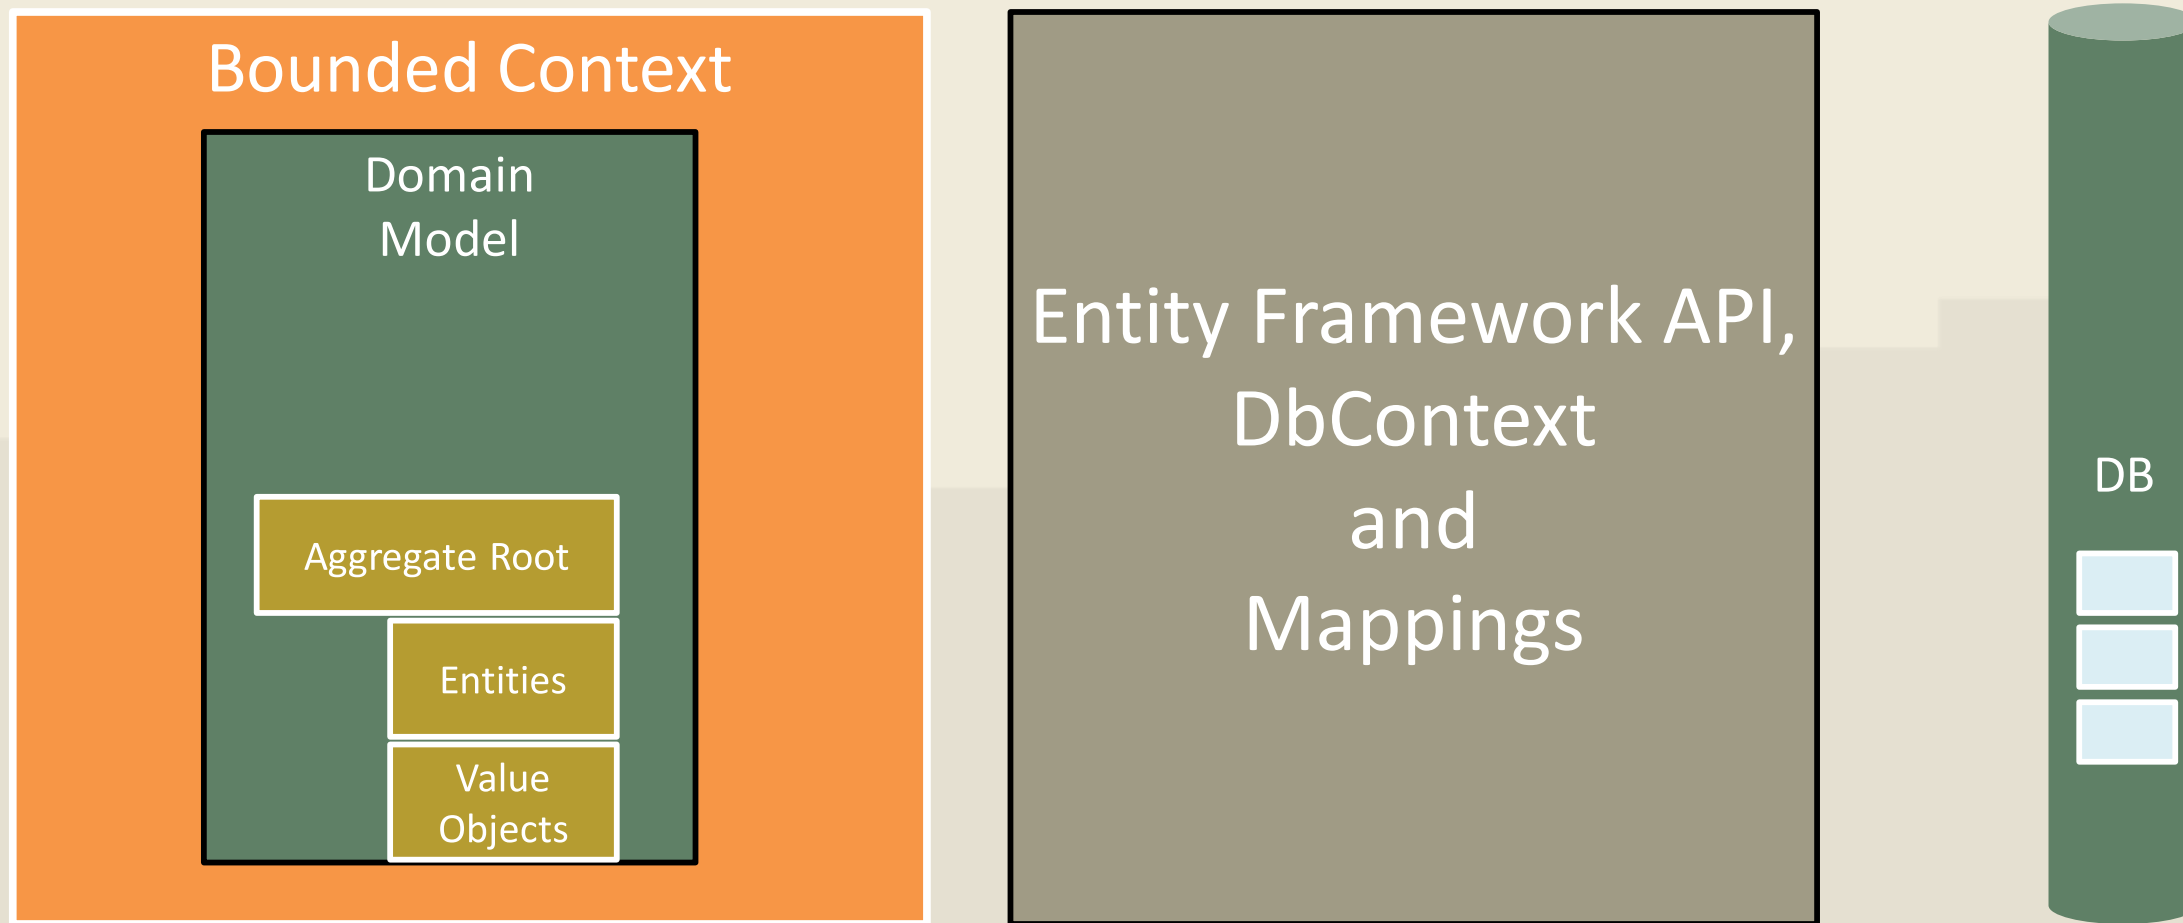 Bounded Context
Domain
Model
Aggregate Root
Entities
Value
Objects
Entity Framework API,
DbContext
and
Mappings
DB